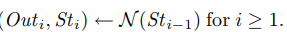 (Out_i, St_i) ← 𝒩(St_{i−1}) for i ≥ 1.